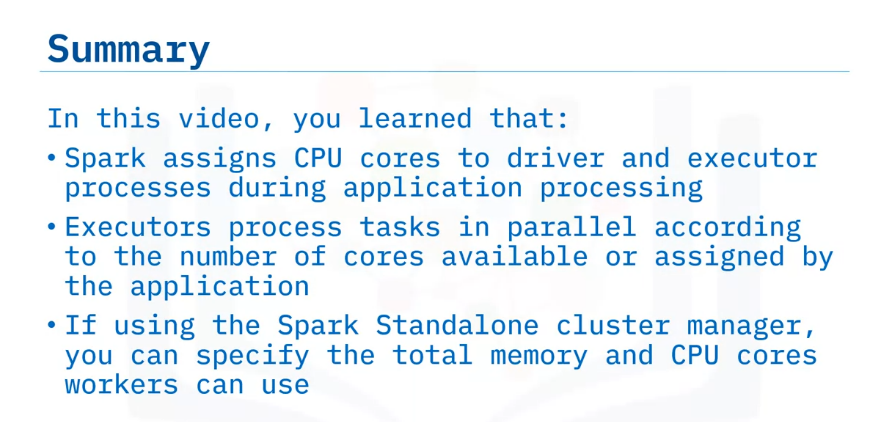 Summary
In this video, you learned that:
• Spark assigns CPU cores to driver and executor
processes during application processing
• Executors process tasks in parallel according
to the number of cores available or assigned by
the application
• If using the Spark Standalone cluster manager,
you can specify the total memory and CPU cores
workers can use